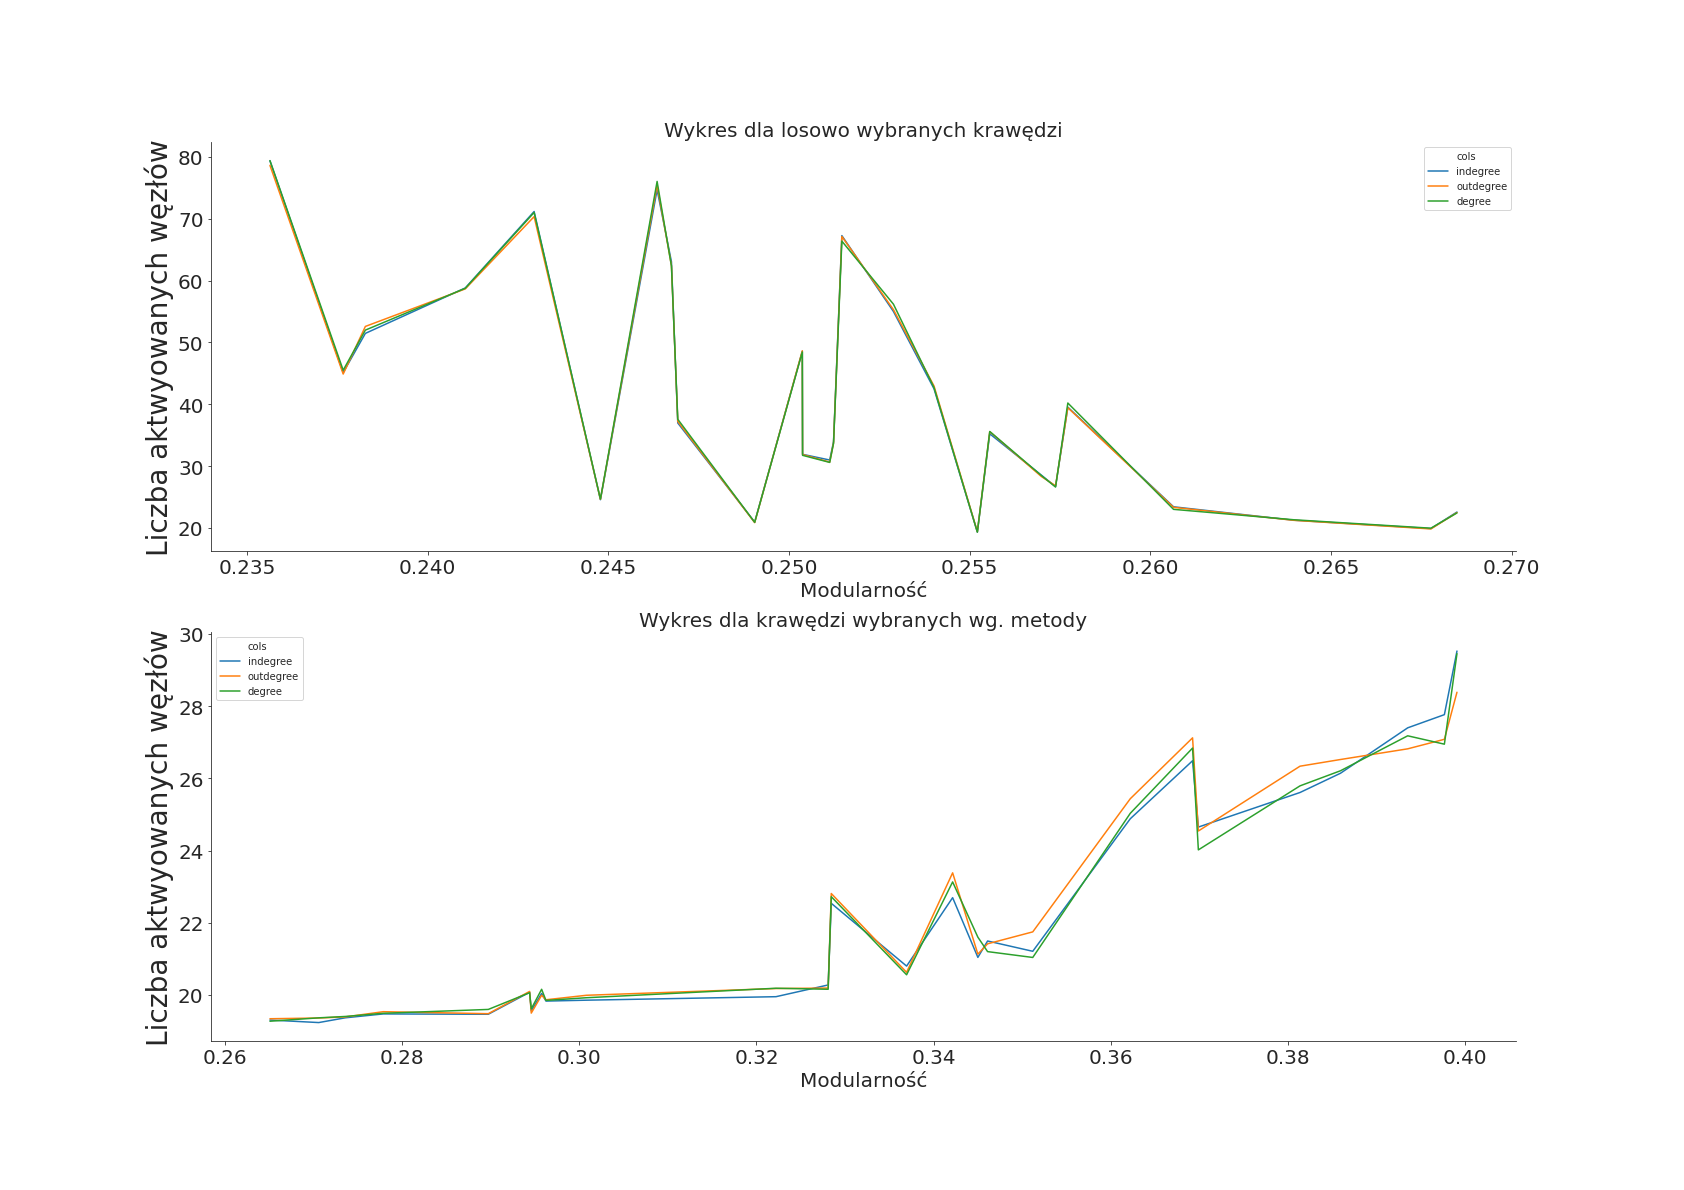 Wykres dla losowo wybranych krawędzi
Liczba aktwyowanych węzłów
80
70
60
50
40
30
20
cols
indegree
outdegree
degree
0.235 0.240 0.245 0.250 0.255 0.260 0.265 0.270
Modularność
Wykres dla krawędzi wybranych wg. metody
Liczba aktwyowanych węzłów
30
28
26
24
22
20
cols
indegree
outdegree
degree
0.26 0.28 0.30 0.32 0.34 0.36 0.38 0.40
Modularność